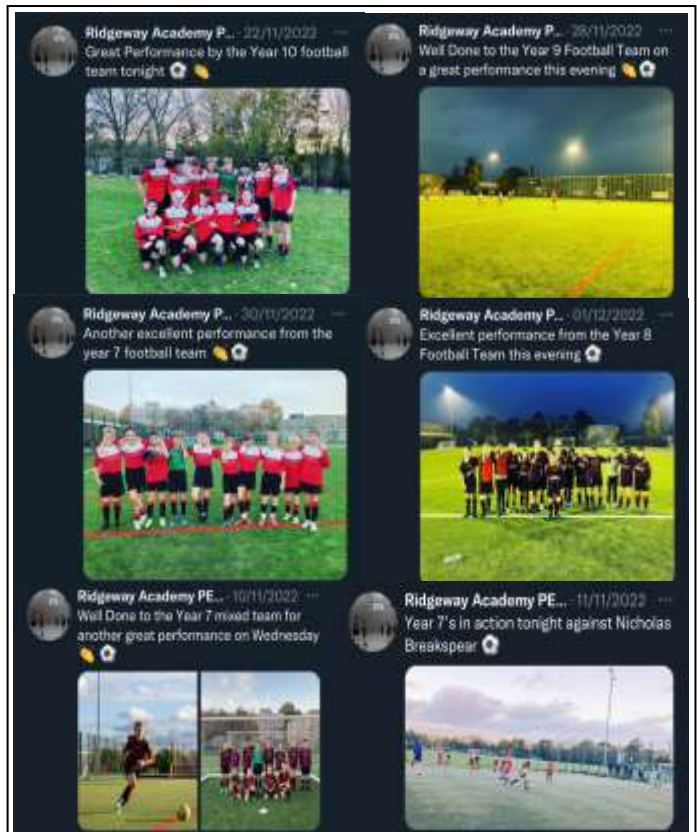 Ridgeway Academy P... · 22/11/2022 ···
Great Performance by the Year 10 football
team tonight ⚽ 👏
Ridgeway Academy P... · 28/11/2022 ···
Well Done to the Year 9 Football Team on
a great performance this evening 👏⚽
Ridgeway Academy P... · 30/11/2022 ···
Another excellent performance from the
year 7 football team 👏⚽
Ridgeway Academy P... · 01/12/2022 ···
Excellent performance from the Year 8
Football Team this evening ⚽
Ridgeway Academy PE... · 10/11/2022 ···
Well Done to the Year 7 mixed team for
another great performance on Wednesday
👏 ⚽
Ridgeway Academy PE... · 11/11/2022 ···
Year 7's in action tonight against Nicholas
Breakspear ⚽